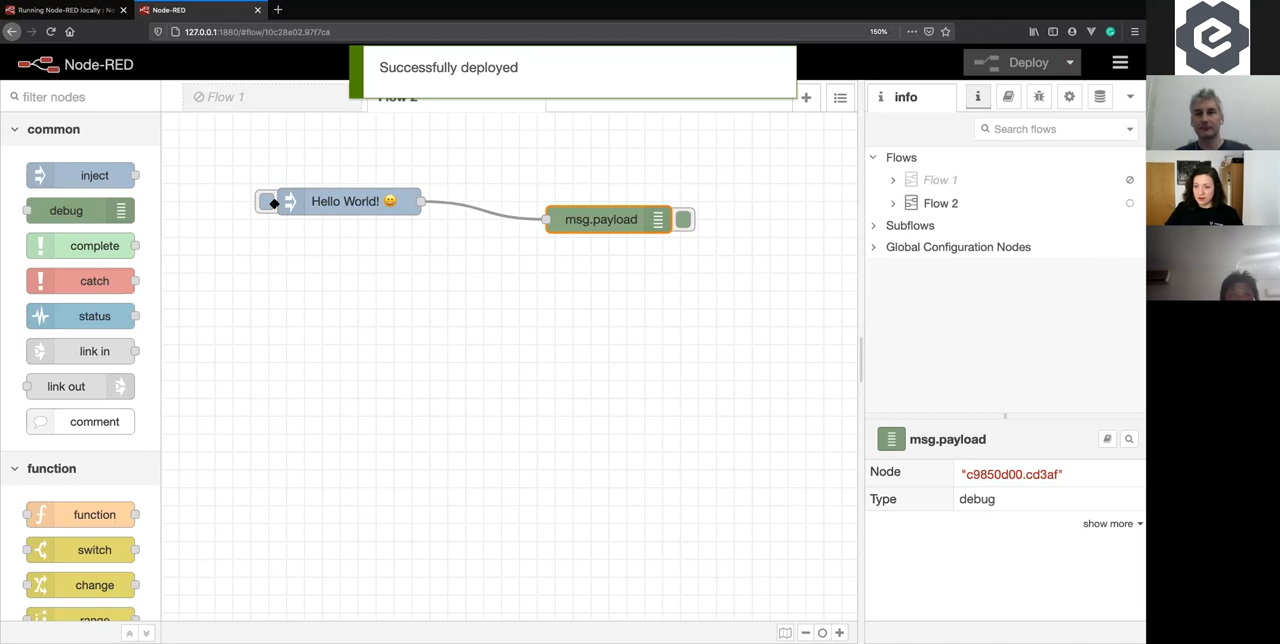 Running Node-RED locally : No
Node-RED
127.0.0.1:1880/#flow/10c28e02.97f7ca
150%
Node-RED
Successfully deployed
Deploy
filter nodes
Flow 1
Flow 2
info
Search flows
common
inject
debug
complete
catch
status
link in
link out
comment
function
function
switch
change
range
Hello World! 😀
msg.payload
Flows
Flow 1
Flow 2
Subflows
Global Configuration Nodes
msg.payload
Node
"c9850d00.cd3af"
Type
debug
show more